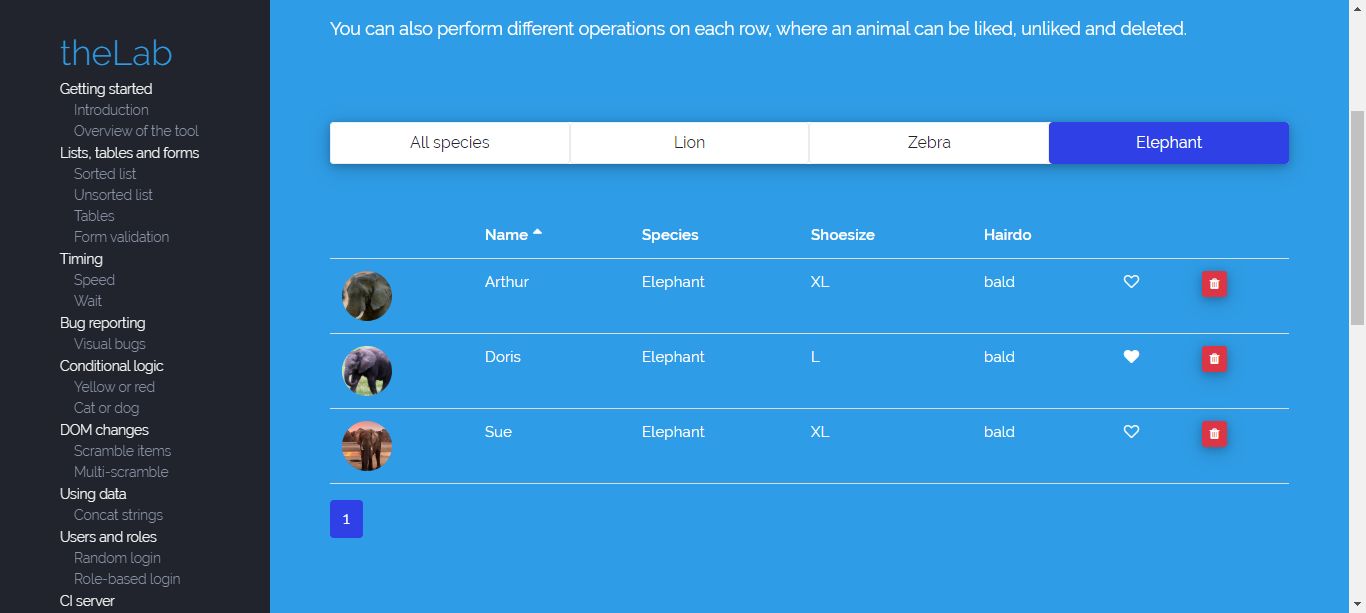 theLab
Getting started
Introduction
Overview of the tool
Lists, tables and forms
Sorted list
Unsorted list
Tables
Form validation
Timing
Speed
Wait
Bug reporting
Visual bugs
Conditional logic
Yellow or red
Cat or dog
DOM changes
Scramble items
Multi-scramble
Using data
Concat strings
Users and roles
Random login
Role-based login
CI server
You can also perform different operations on each row, where an animal can be liked, unliked and deleted.
All species Lion Zebra Elephant
Name Species Shoesize Hairdo
Arthur Elephant XL bald
Doris Elephant L bald
Sue Elephant XL bald
1